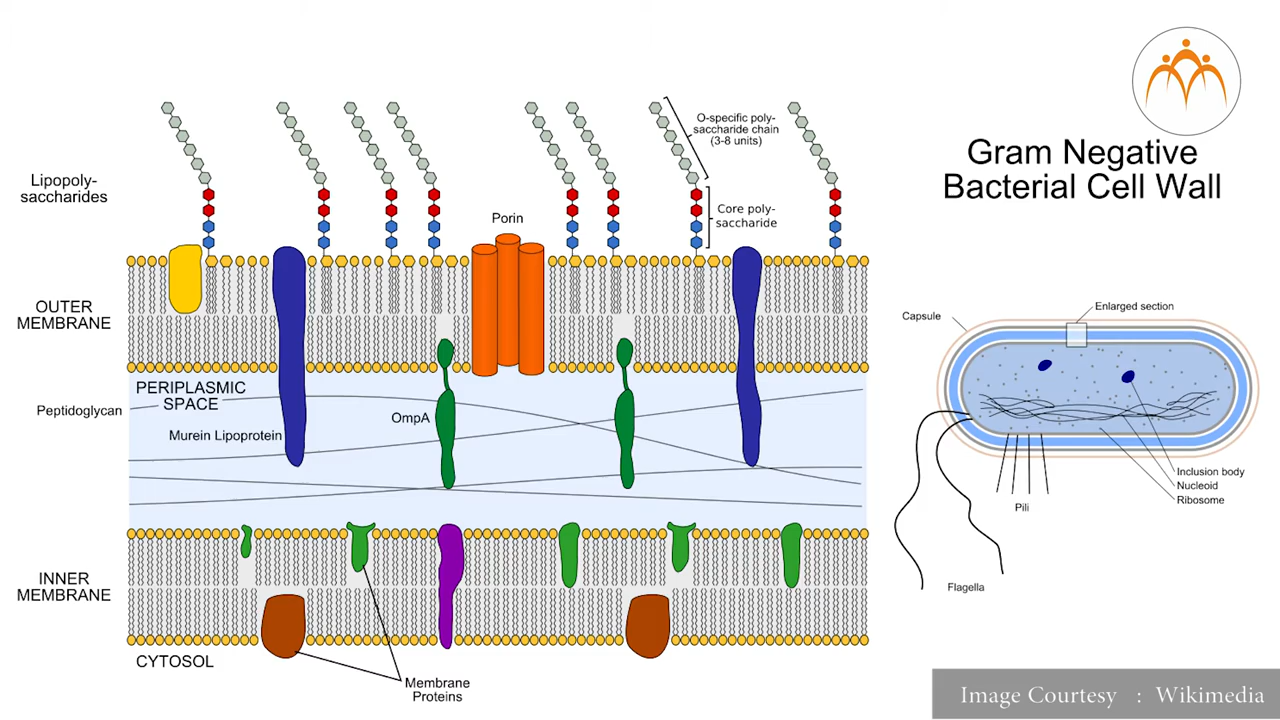 Gram Negative
Bacterial Cell Wall
O-specific poly-
saccharide chain
(3-8 units)
Lipopoly-
saccharides
Core poly-
saccharide
Porin
OUTER
MEMBRANE
PERIPLASMIC
SPACE
Peptidoglycan
Murein Lipoprotein
OmpA
INNER
MEMBRANE
CYTOSOL
Membrane
Proteins
Capsule
Enlarged section
Inclusion body
Nucleoid
Ribosome
Pili
Flagella
Image Courtesy : Wikimedia